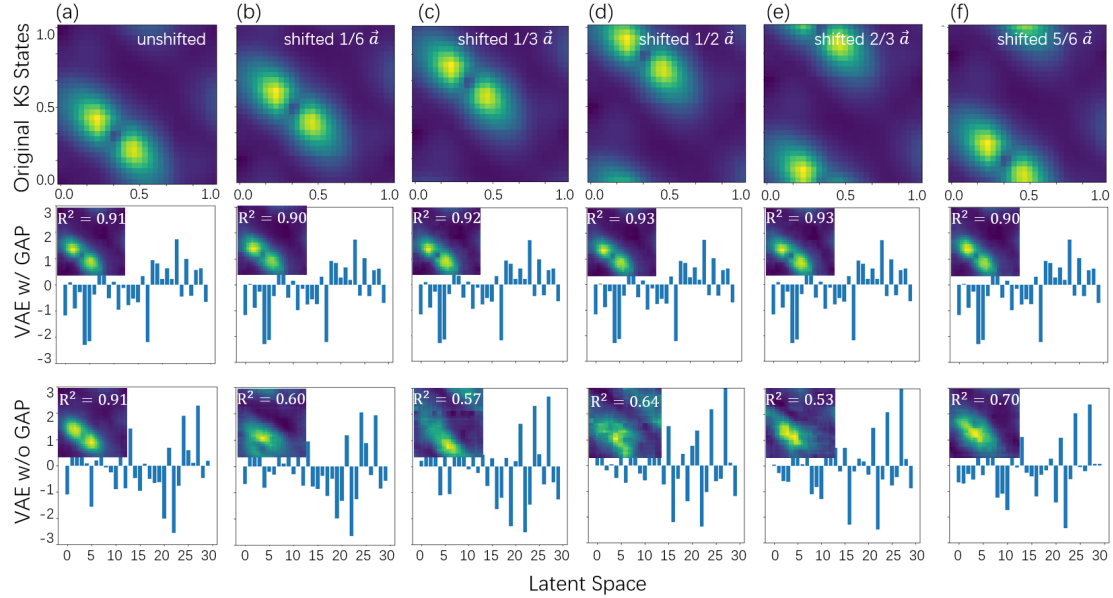 (a) (b) (c) (d) (e) (f)
Original KS States
1.0
0.5
0.0
unshifted
shifted 1/6 a⃗
shifted 1/3 a⃗
shifted 1/2 a⃗
shifted 2/3 a⃗
shifted 5/6 a⃗
0.0 0.5 1.0 0.0 0.5 1.0 0.0 0.5 1.0 0.0 0.5 1.0 0.0 0.5 1.0 0.0 0.5 1.0
VAE w/ GAP
3
2
1
0
−1
−2
−3
R² = 0.91
R² = 0.90
R² = 0.92
R² = 0.93
R² = 0.93
R² = 0.90
VAE w/o GAP
3
2
1
0
−1
−2
−3
R² = 0.91
R² = 0.60
R² = 0.57
R² = 0.64
R² = 0.53
R² = 0.70
0 5 10 15 20 25 30 0 5 10 15 20 25 30 0 5 10 15 20 25 30 0 5 10 15 20 25 30 0 5 10 15 20 25 30 0 5 10 15 20 25 30
Latent Space